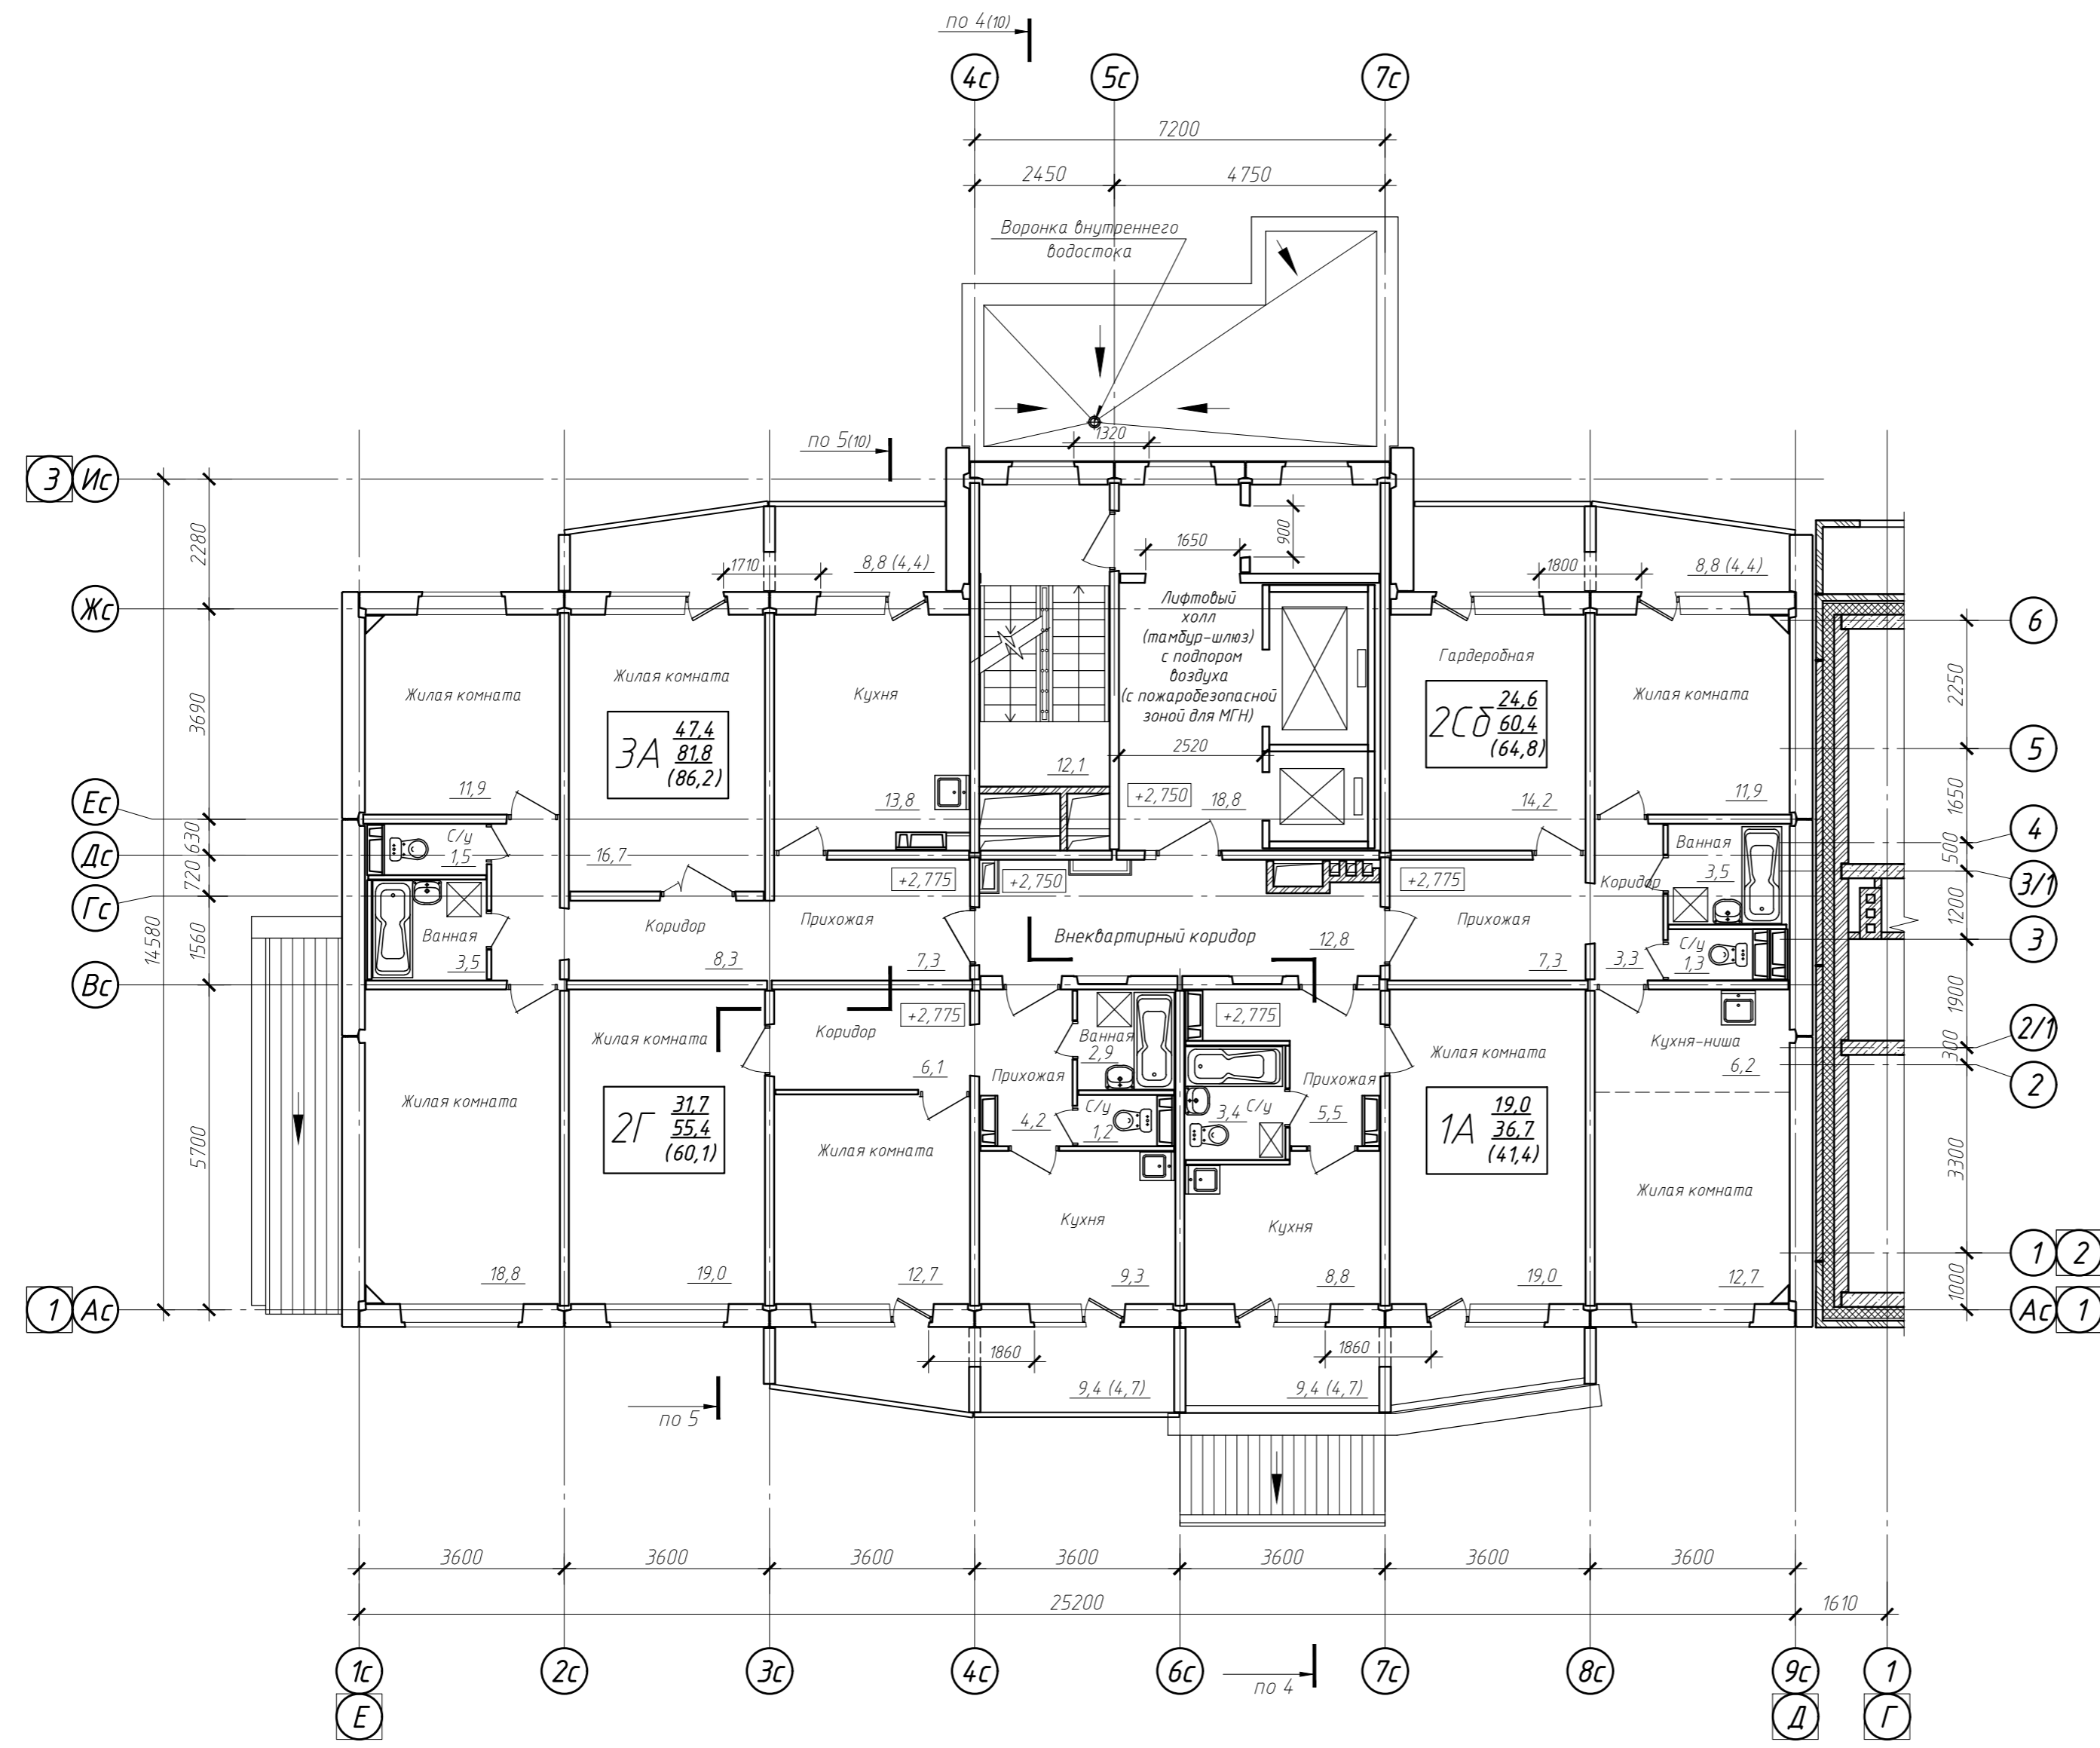 по 4(10)
4с
5с
7с
7200
2450
4750
Воронка внутреннего
водостока
1320
по 5(10)
3
Ис
2280
1710
8,8 (4,4)
1650
900
1800
8,8 (4,4)
Жс
6
Лифтовый
холл
(тамбур-шлюз)
с подпором
воздуха
(с пожаробезопасной
зоной для МГН)
Жилая комната
Жилая комната
Кухня
Гардеробная
Жилая комната
3690
2250
3А
47,4
81,8
(86,2)
2Сб
24,6
60,4
(64,8)
5
2520
12,1
+2,750
18,8
11,9
13,8
14,2
11,9
1650
Ес
630
С/у
1,5
16,7
Ванная
3,5
4
500
Дс
720
+2,775
+2,750
+2,775
Коридор
3/1
Гс
14580
1560
Ванная
3,5
Коридор
8,3
Прихожая
7,3
Внеквартирный коридор
12,8
Прихожая
7,3
3,3
С/у
1,3
1200
3
Вс
+2,775
+2,775
1900
Жилая комната
Коридор
6,1
Ванная
2,9
Жилая комната
Кухня-ниша
6,2
2/1
300
2
Жилая комната
Прихожая
Прихожая
2Г
31,7
55,4
(60,1)
4,2
С/у
1,2
3,4
С/у
5,5
1А
19,0
36,7
(41,4)
5700
Жилая комната
3300
Жилая комната
Кухня
Кухня
18,8
19,0
12,7
9,3
8,8
19,0
12,7
1
2
1000
1
Ас
Ас
1
1860
1860
9,4 (4,7)
9,4 (4,7)
по 5
3600
3600
3600
3600
3600
3600
3600
25200
1610
1с
2с
3с
4с
6с
7с
8с
9с
1
по 4
Е
Д
Г